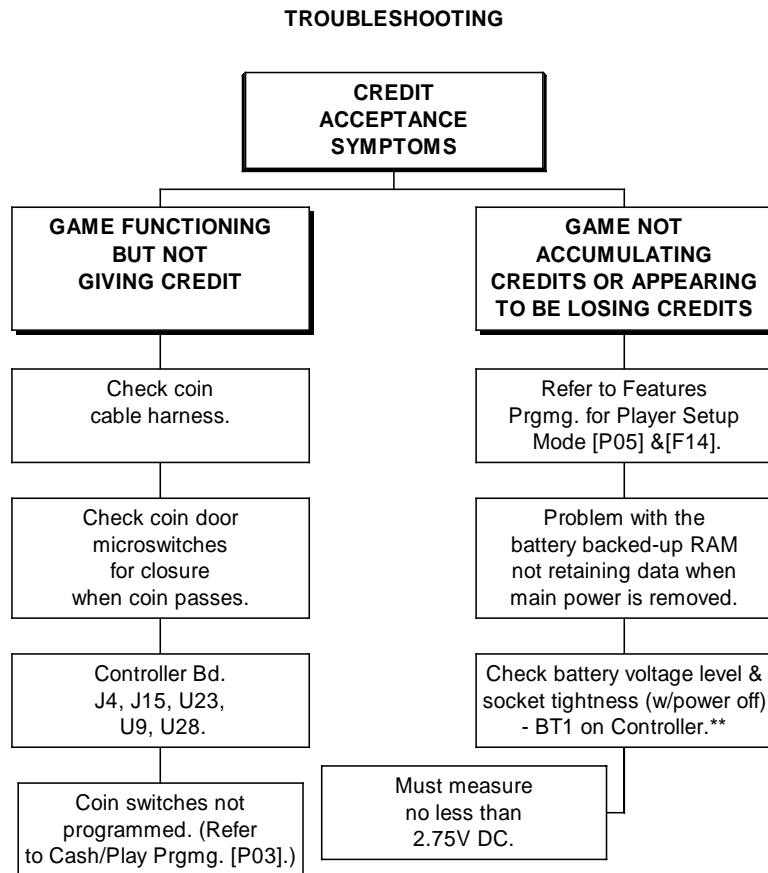 TROUBLESHOOTING
CREDIT
ACCEPTANCE
SYMPTOMS
GAME FUNCTIONING
BUT NOT
GIVING CREDIT
Check coin
cable harness.
Check coin door
microswitches
for closure
when coin passes.
Controller Bd.
J4, J15, U23,
U9, U28.
Coin switches not
programmed. (Refer
to Cash/Play Prgmg. [P03].)
GAME NOT
ACCUMULATING
CREDITS OR APPEARING
TO BE LOSING CREDITS
Refer to Features
Prgmg. for Player Setup
Mode [P05] &[F14].
Problem with the
battery backed-up RAM
not retaining data when
main power is removed.
Check battery voltage level &
socket tightness (w/power off)
- BT1 on Controller.**
Must measure
no less than
2.75V DC.